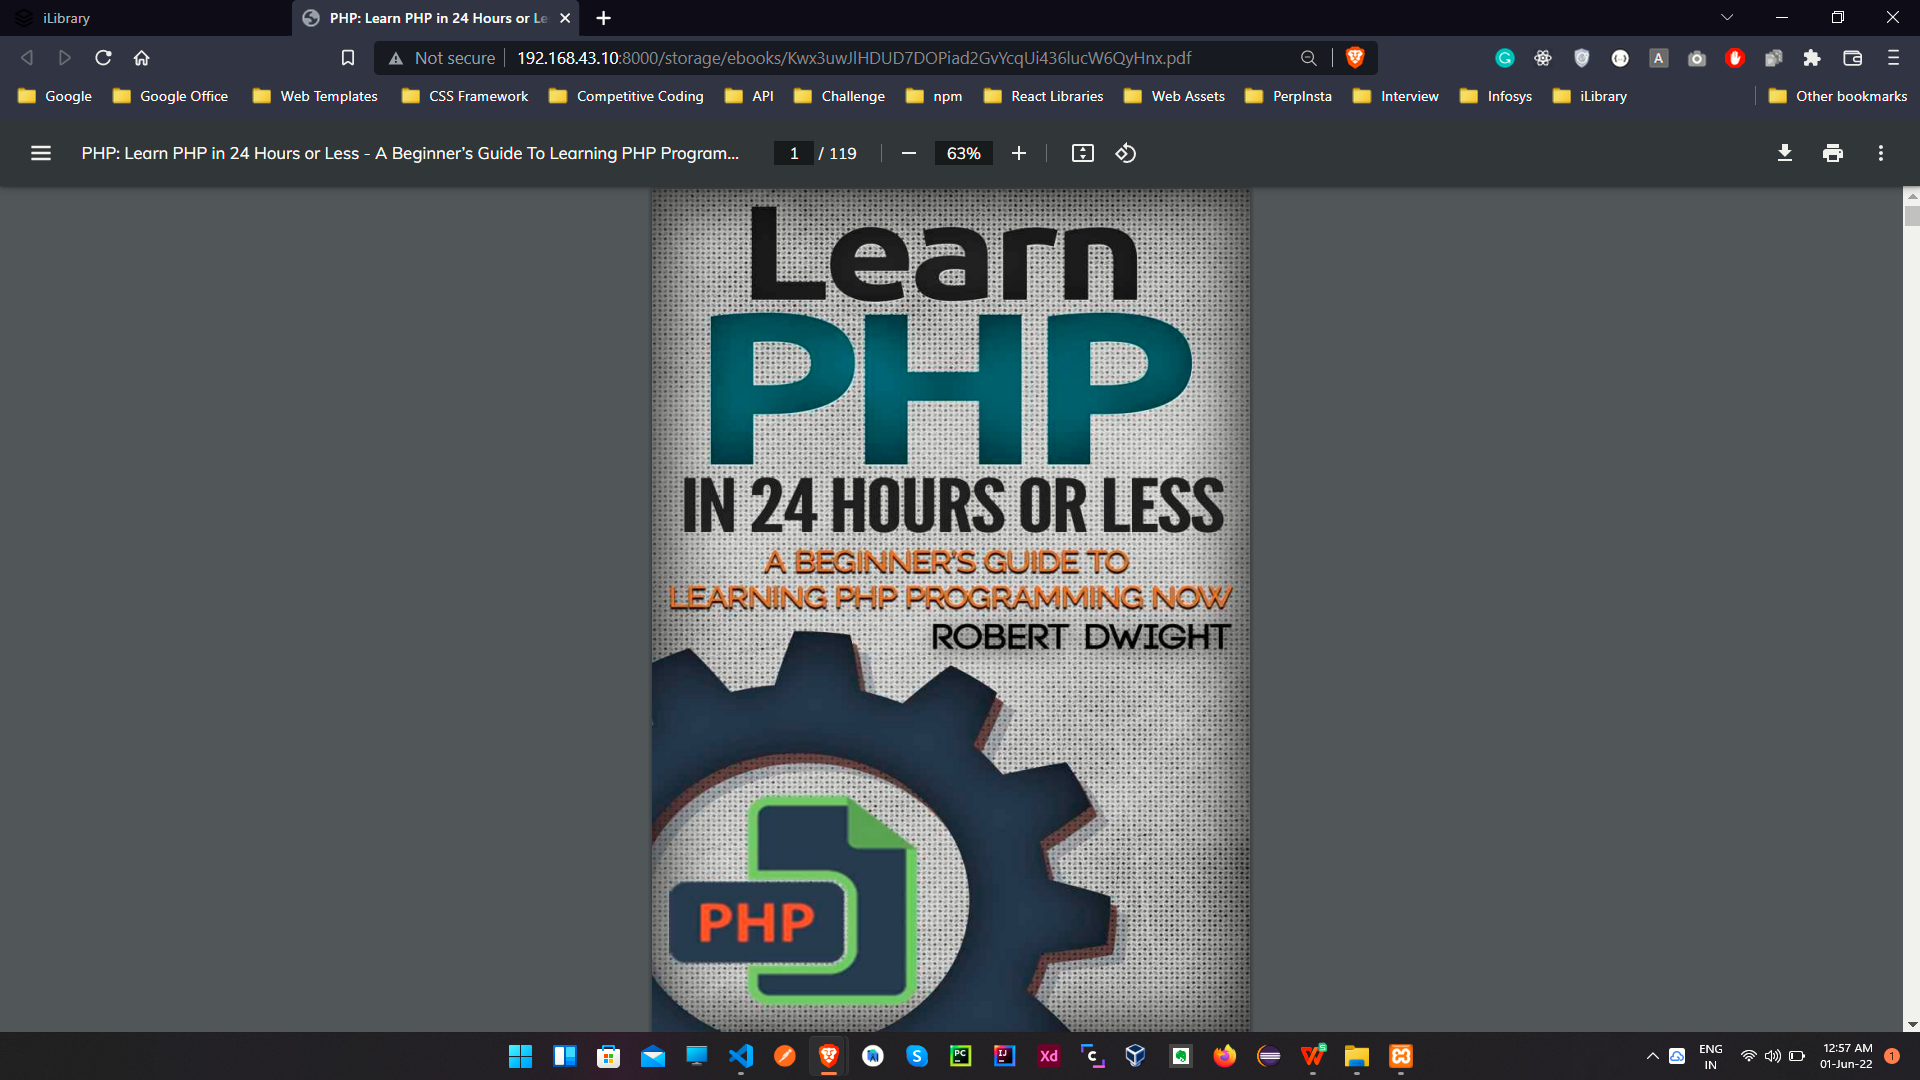 iLibrary
PHP: Learn PHP in 24 Hours or Le
Not secure
192.168.43.10:8000/storage/ebooks/Kwx3uwJlHDUD7DOPiad2GvYcqUi436lucW6QyHnx.pdf
Google
Google Office
Web Templates
CSS Framework
Competitive Coding
API
Challenge
npm
React Libraries
Web Assets
PerpInsta
Interview
Infosys
iLibrary
Other bookmarks
PHP: Learn PHP in 24 Hours or Less - A Beginner's Guide To Learning PHP Program...
1 / 119
63%
Learn
PHP
IN 24 HOURS OR LESS
A BEGINNER'S GUIDE TO
LEARNING PHP PROGRAMMING NOW
ROBERT DWIGHT
PHP
ENG
IN
12:57 AM
01-Jun-22
1